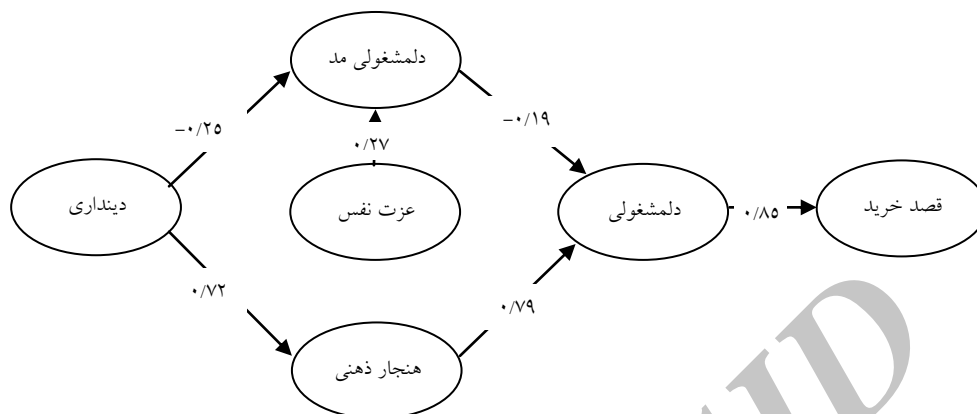 دلمشغولی مد
-۰/۲۵
-۰/۱۹
۰/۲۷
دینداری
عزت نفس
دلمشغولی
۰/۸۵
قصد خرید
۰/۷۲
۰/۷۹
هنجار ذهنی